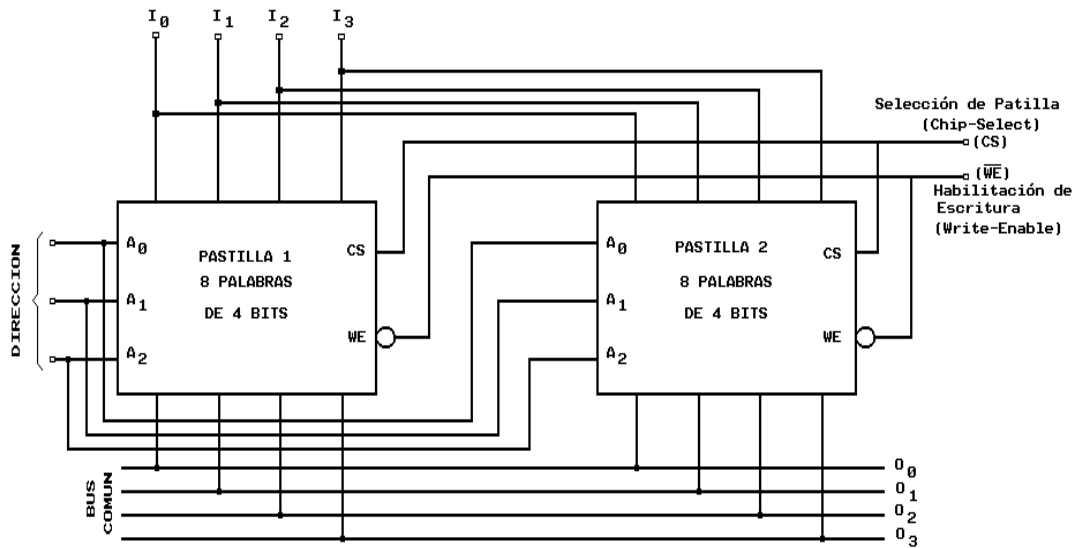 I0 I1 I2 I3
Selección de Patilla
(Chip-Select)
(CS)
(W̅E̅)
Habilitación de
Escritura
(Write-Enable)
DIRECCION
A0
A1
A2
PASTILLA 1
8 PALABRAS
DE 4 BITS
CS
WE
A0
A1
A2
PASTILLA 2
8 PALABRAS
DE 4 BITS
CS
WE
BUS
COMUN
O0
O1
O2
O3